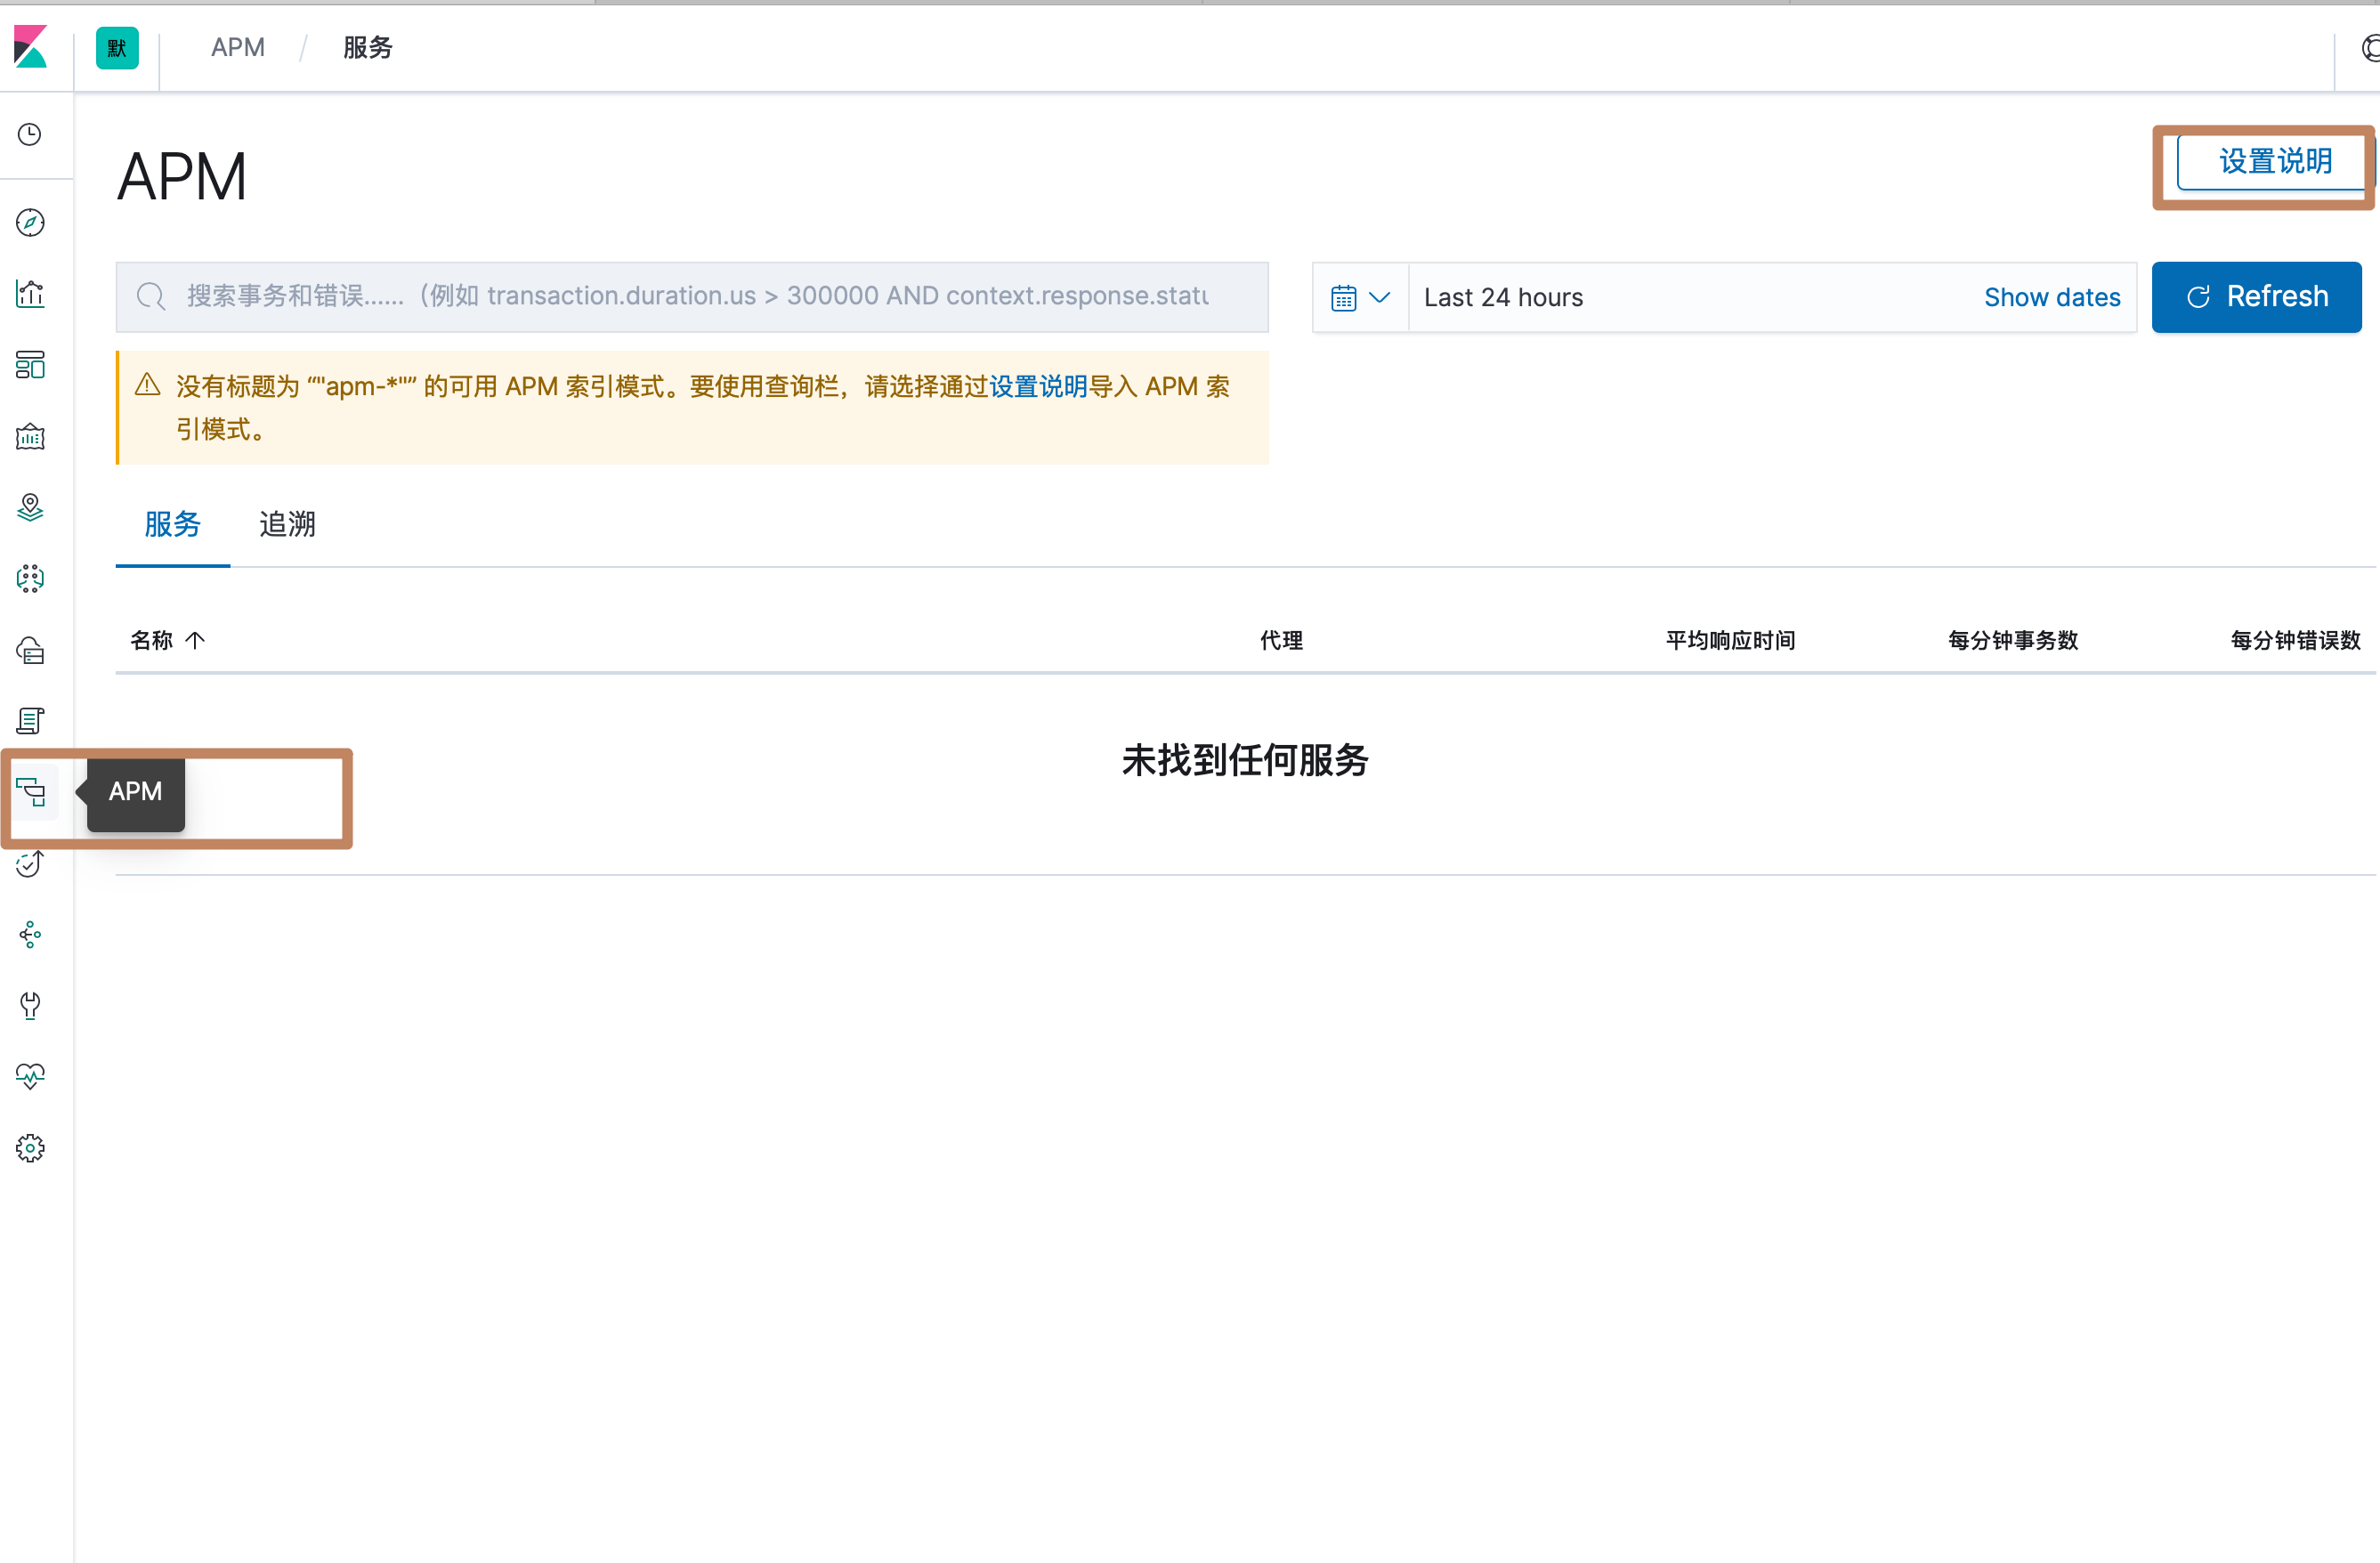 默
APM / 服务
APM
设置说明
搜索事务和错误…… (例如 transaction.duration.us > 300000 AND context.response.statu
Last 24 hours
Show dates
Refresh
没有标题为 “"apm-*"” 的可用 APM 索引模式。要使用查询栏，请选择通过设置说明导入 APM 索
引模式。
服务 追溯
名称 代理 平均响应时间 每分钟事务数 每分钟错误数
未找到任何服务
APM